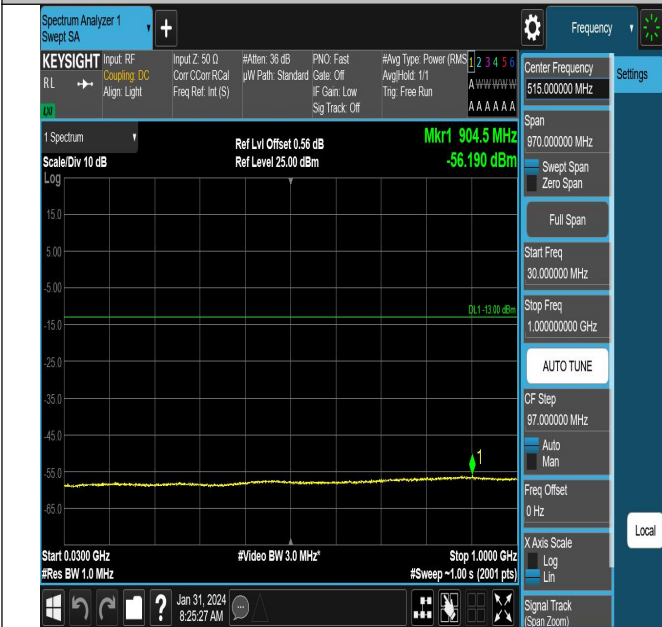 Spectrum Analyzer 1
Swept SA
+
Frequency
KEYSIGHT
RL
LXI
Input: RF
Coupling: DC
Align: Light
Input Z: 50 Ω
Corr CCorr RCal
Freq Ref: Int (S)
#Atten: 36 dB
µW Path: Standard
PNO: Fast
Gate: Off
IF Gain: Low
Sig Track: Off
#Avg Type: Power (RMS
Avg|Hold: 1/1
Trig: Free Run
1 2 3 4 5 6
A W W W W W
A A A A A A
1 Spectrum
Scale/Div 10 dB
Log
Ref Lvl Offset 0.56 dB
Ref Level 25.00 dBm
Mkr1 904.5 MHz
-56.190 dBm
15.0
5.00
-5.00
DL1 -13.00 dBm
-15.0
-25.0
-35.0
-45.0
1
-55.0
-65.0
Start 0.0300 GHz
#Res BW 1.0 MHz
#Video BW 3.0 MHz*
Stop 1.0000 GHz
#Sweep ~1.00 s (2001 pts)
?
Jan 31, 2024
8:25:27 AM
Center Frequency
515.000000 MHz
Settings
Span
970.000000 MHz
Swept Span
Zero Span
Full Span
Start Freq
30.000000 MHz
Stop Freq
1.000000000 GHz
AUTO TUNE
CF Step
97.000000 MHz
Auto
Man
Freq Offset
0 Hz
Local
X Axis Scale
Log
Lin
Signal Track
(Span Zoom)